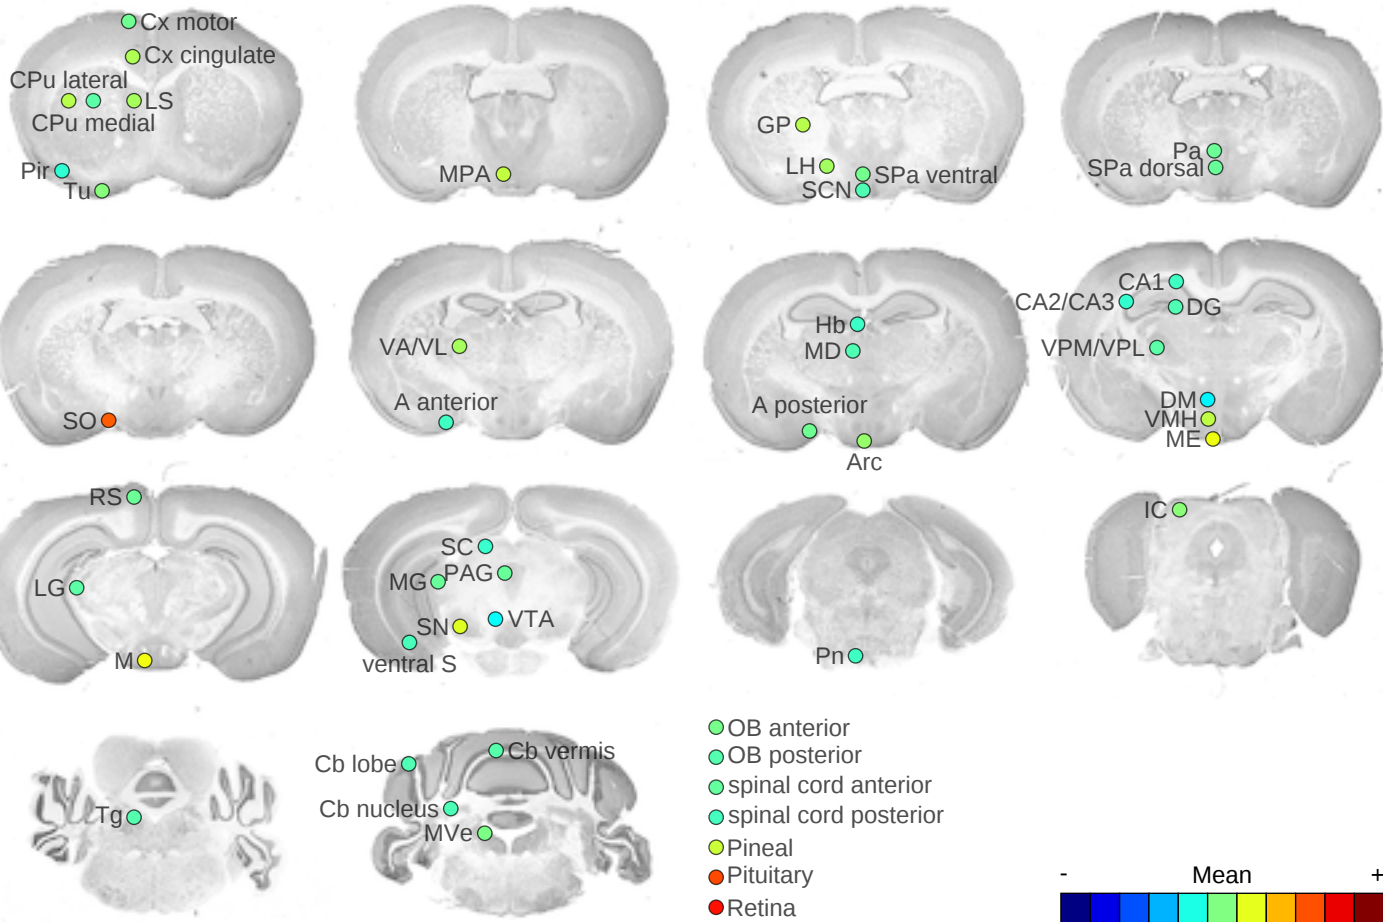 Cx motor
Cx cingulate
CPu lateral
LS
CPu medial
Pir
Tu
MPA
GP
LH
SPa ventral
SCN
Pa
SPa dorsal
SO
VA/VL
A anterior
Hb
MD
A posterior
Arc
CA1
CA2/CA3
DG
VPM/VPL
DM
VMH
ME
RS
LG
M
SC
MG
PAG
SN
VTA
ventral S
Pn
IC
Tg
Cb lobe
Cb vermis
Cb nucleus
MVe
OB anterior
OB posterior
spinal cord anterior
spinal cord posterior
Pineal
Pituitary
Retina
- Mean +